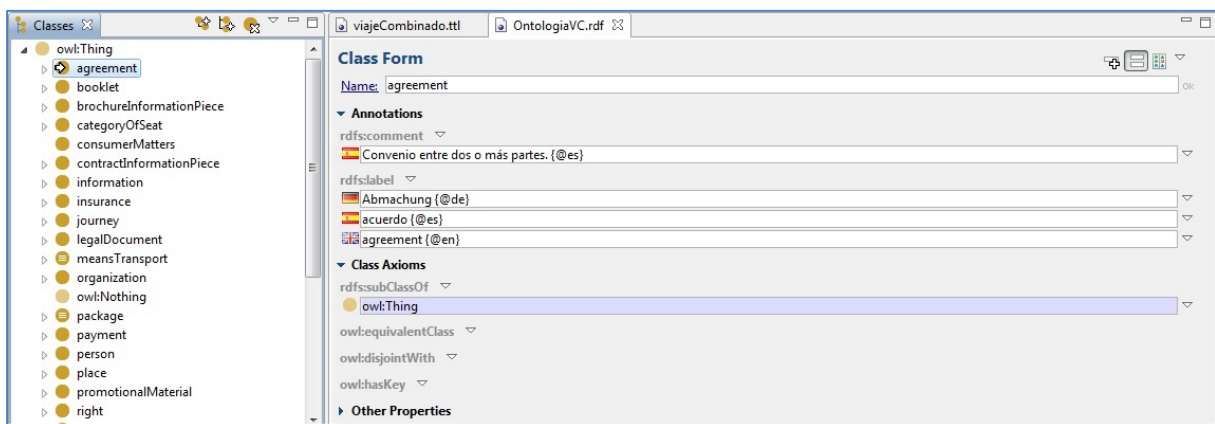 Classes
owl:Thing
agreement
booklet
brochureInformationPiece
categoryOfSeat
consumerMatters
contractInformationPiece
information
insurance
journey
legalDocument
meansTransport
organization
owl:Nothing
package
payment
person
place
promotionalMaterial
right
viajeCombinado.ttl OntologiaVC.rdf
Class Form
Name: agreement Ok
Annotations
rdfs:comment
Convenio entre dos o más partes. {@es}
rdfs:label
Abmachung {@de}
acuerdo {@es}
agreement {@en}
Class Axioms
rdfs:subClassOf
owl:Thing
owl:equivalentClass
owl:disjointWith
owl:hasKey
Other Properties